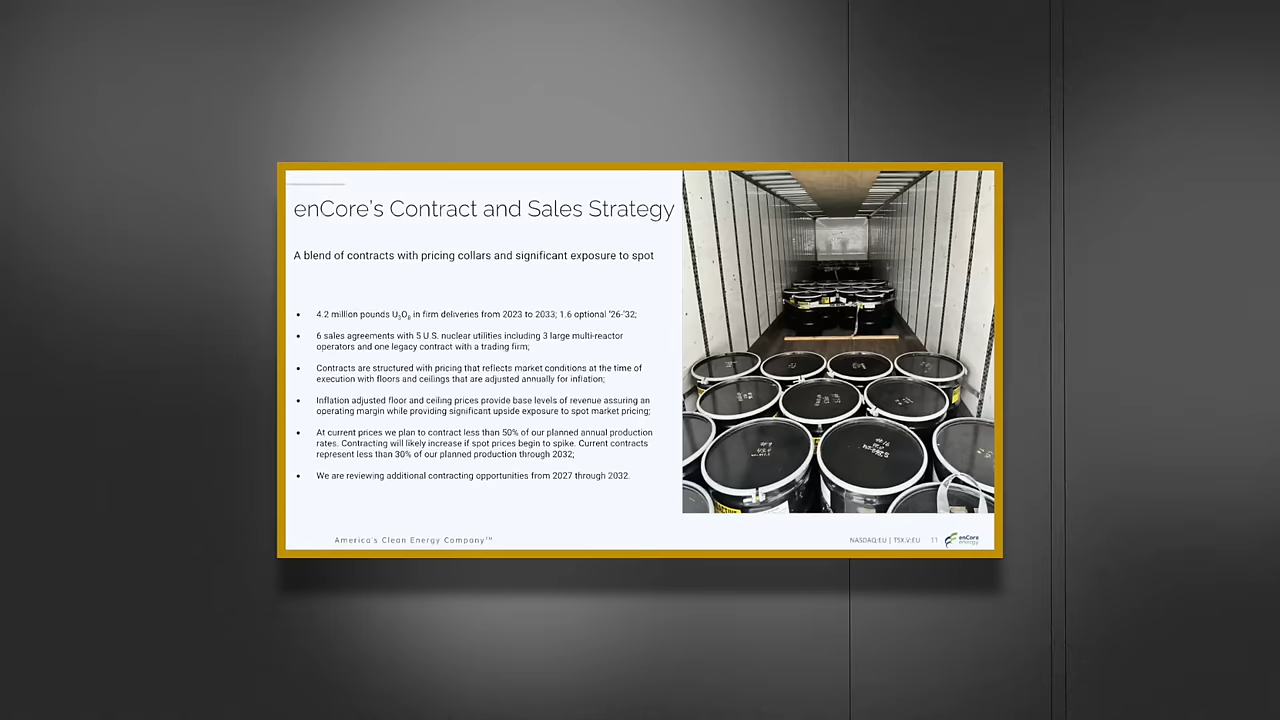 enCore's Contract and Sales Strategy
A blend of contracts with pricing collars and significant exposure to spot
• 4.2 million pounds U₃O₈ in firm deliveries from 2023 to 2033; 1.6 optional '26-'32;
• 6 sales agreements with 5 U.S. nuclear utilities including 3 large multi-reactor
operators and one legacy contract with a trading firm;
• Contracts are structured with pricing that reflects market conditions at the time of
execution with floors and ceilings that are adjusted annually for inflation;
• Inflation adjusted floor and ceiling prices provide base levels of revenue assuring an
operating margin while providing significant upside exposure to spot market pricing;
• At current prices we plan to contract less than 50% of our planned annual production
rates. Contracting will likely increase if spot prices begin to spike. Current contracts
represent less than 30% of our planned production through 2032;
• We are reviewing additional contracting opportunities from 2027 through 2032.
America's Clean Energy Company™
NASDAQ:EU | TSX.V:EU 11
enCore
energy